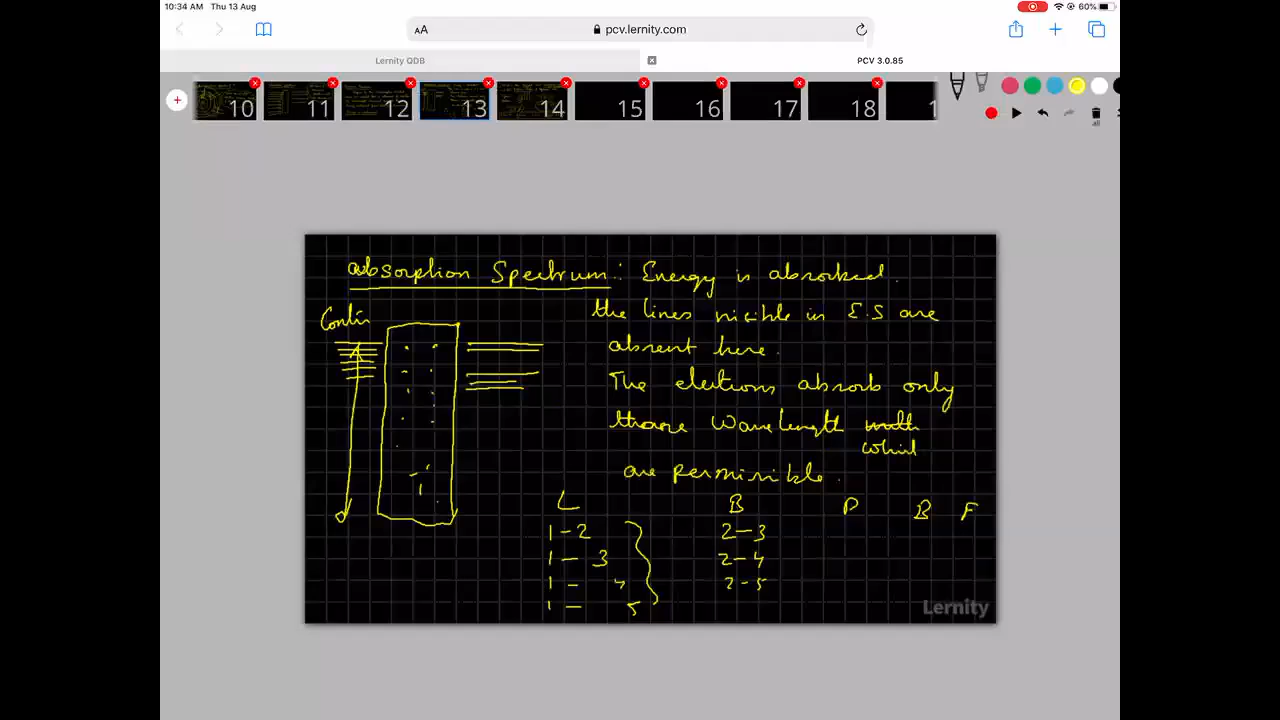 10:34 AM Thu 13 Aug
60%
AA
pcv.lernity.com
Lernity QDB
PCV 3.0.85
10 11 12 13 14 15 16 17 18 1
all
absorption Spectrum: Energy is absorbed.
Contin
the lines visible in E.S are
absent here.
The electrons absorb only
those Wavelength
which
are permissible.
L B P B F
1-2 2-3
1- 3 2-4
1- 4 2-5
1- 5
Lernity